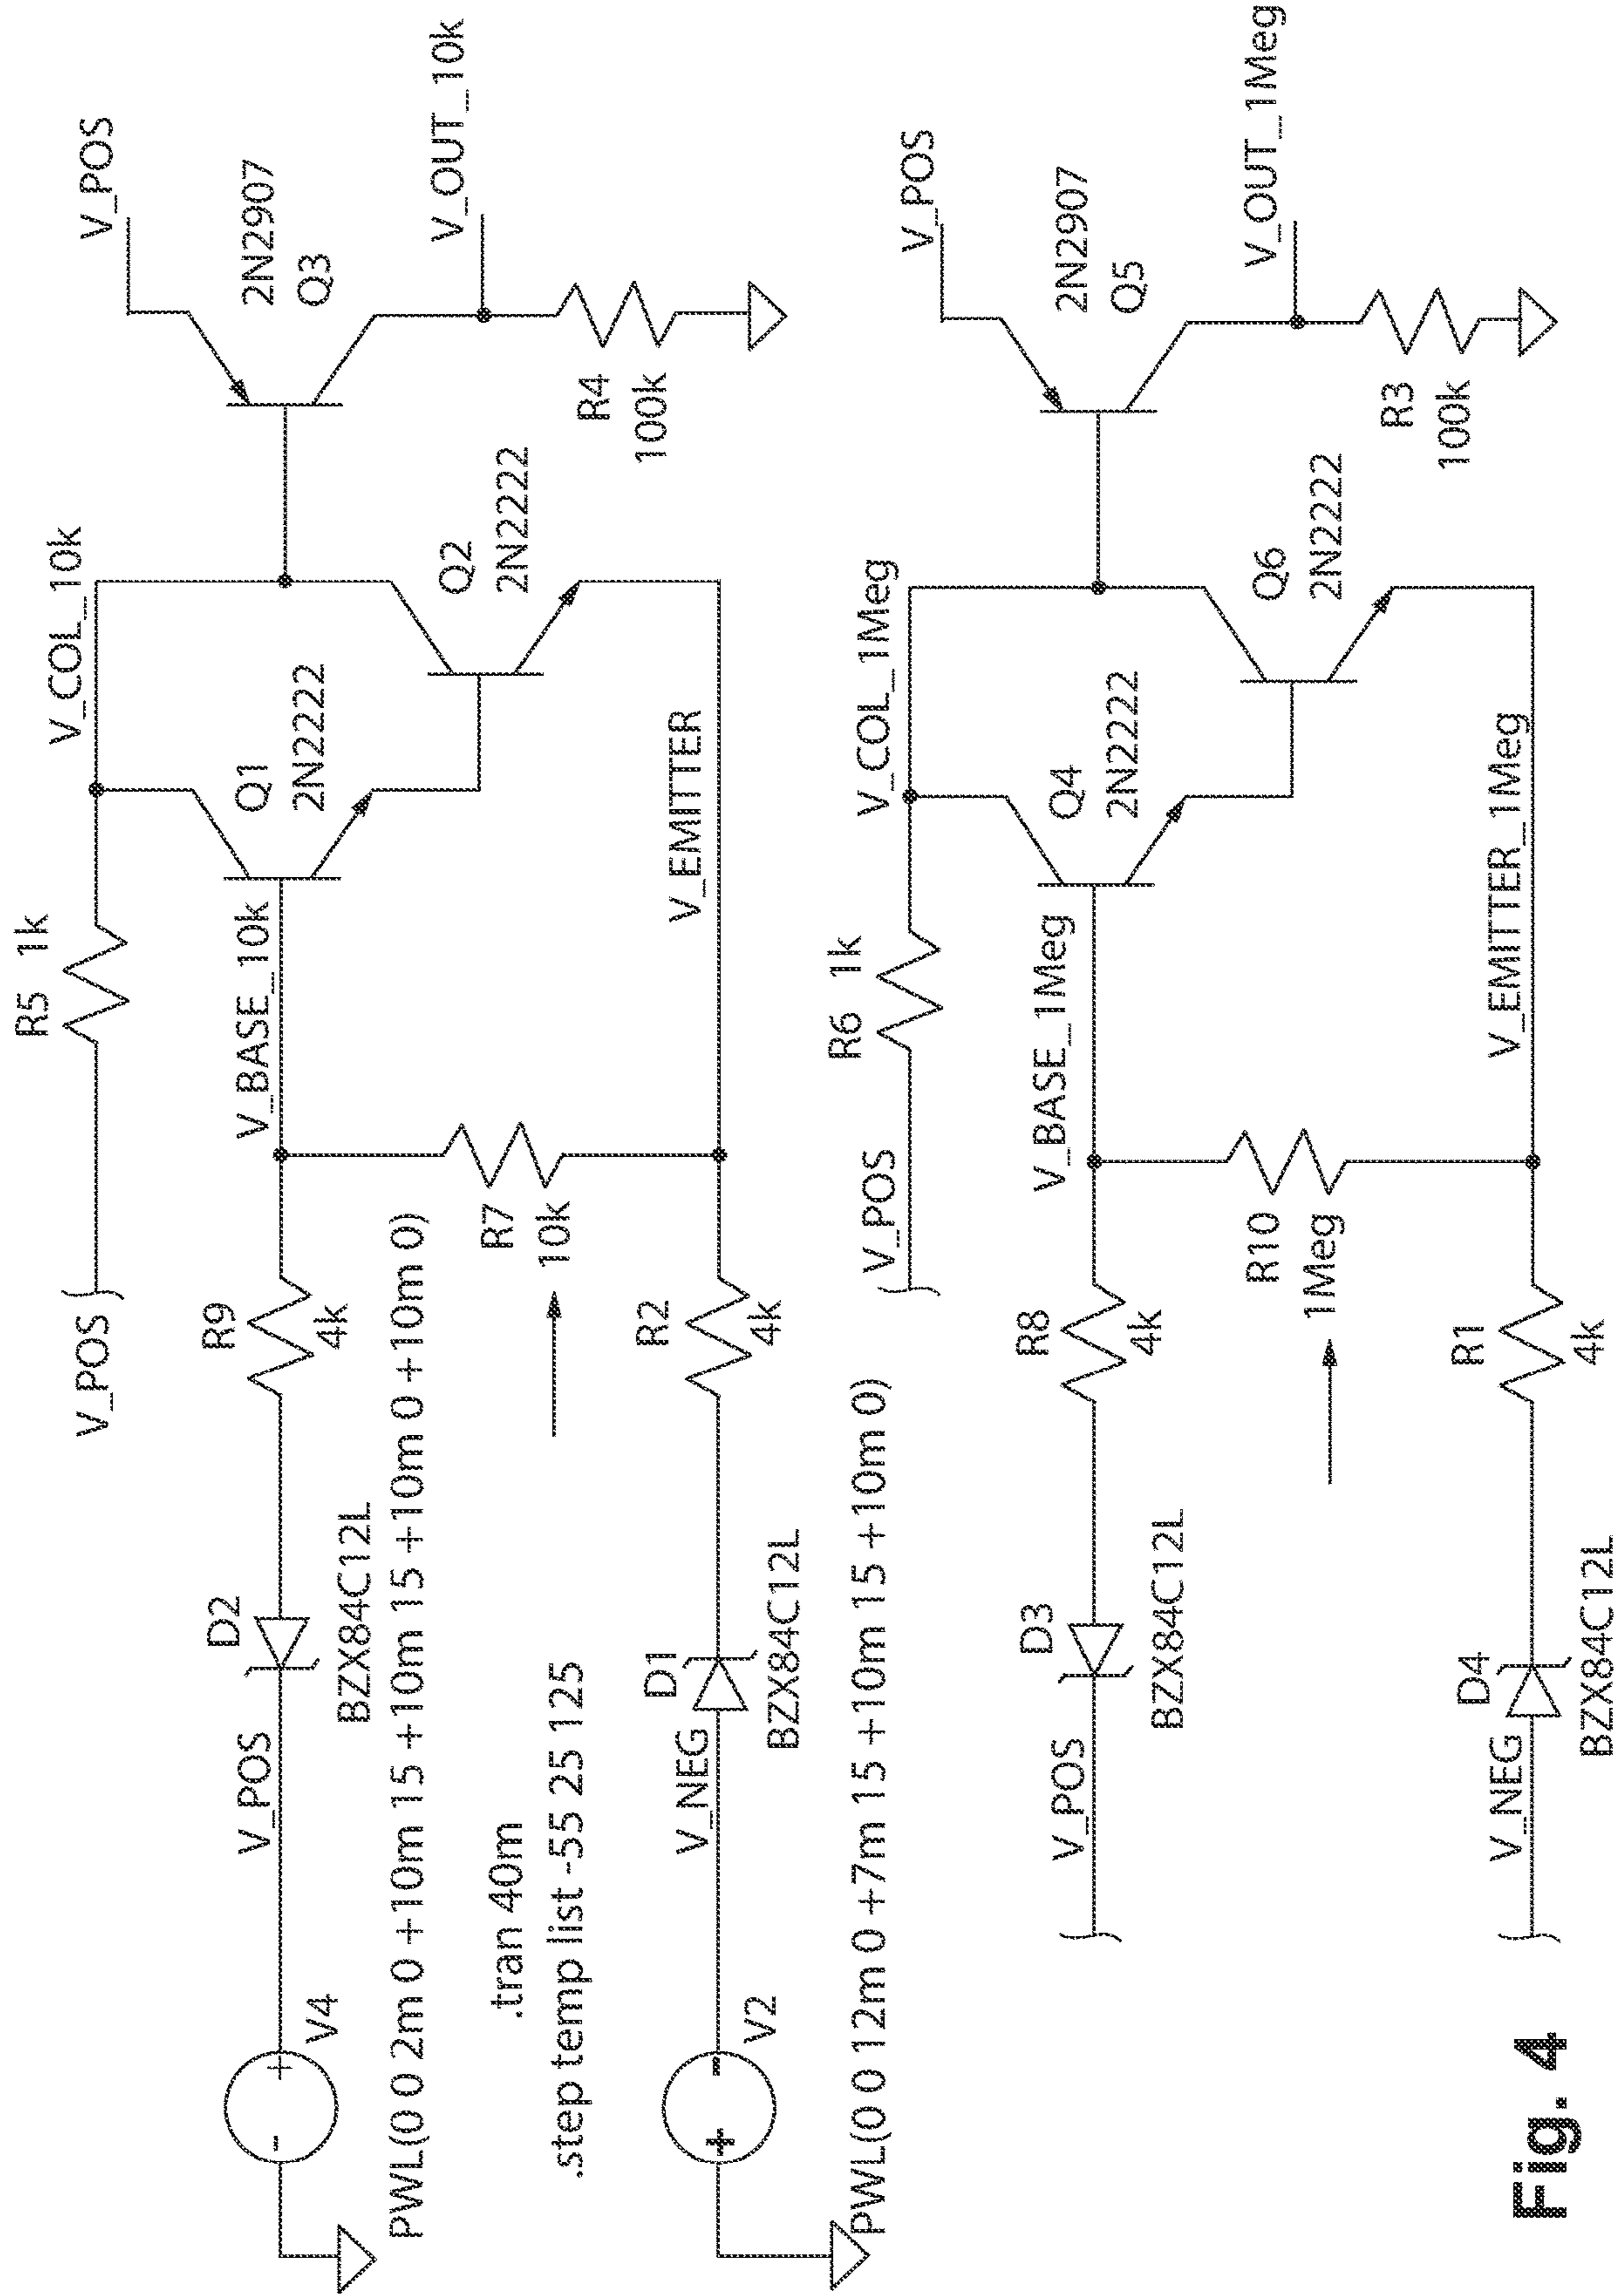 V_POS
R5 1k
V_COL_10k
V_POS
2N2907
Q3
Q1
2N2222
Q2
2N2222
V_OUT_10k
R4
100k
V_POS
D2
BZX84C12L
R9
4k
V_BASE_10k
V4
+
-
PWL(0 0 2m 0 +10m 15 +10m 15 +10m 0 +10m 0)
.tran 40m
.step temp list -55 25 125
R7
10k
V_EMITTER
V_NEG
D1
BZX84C12L
R2
4k
V2
+
-
PWL(0 0 12m 0 +7m 15 +10m 15 +10m 0)
V_POS
R6 1k
V_COL_1Meg
V_POS
2N2907
Q5
Q4
2N2222
Q6
2N2222
V_OUT_1Meg
R3
100k
V_POS
D3
BZX84C12L
R8
4k
V_BASE_1Meg
R10
1Meg
V_EMITTER_1Meg
V_NEG
D4
BZX84C12L
R1
4k
Fig. 4